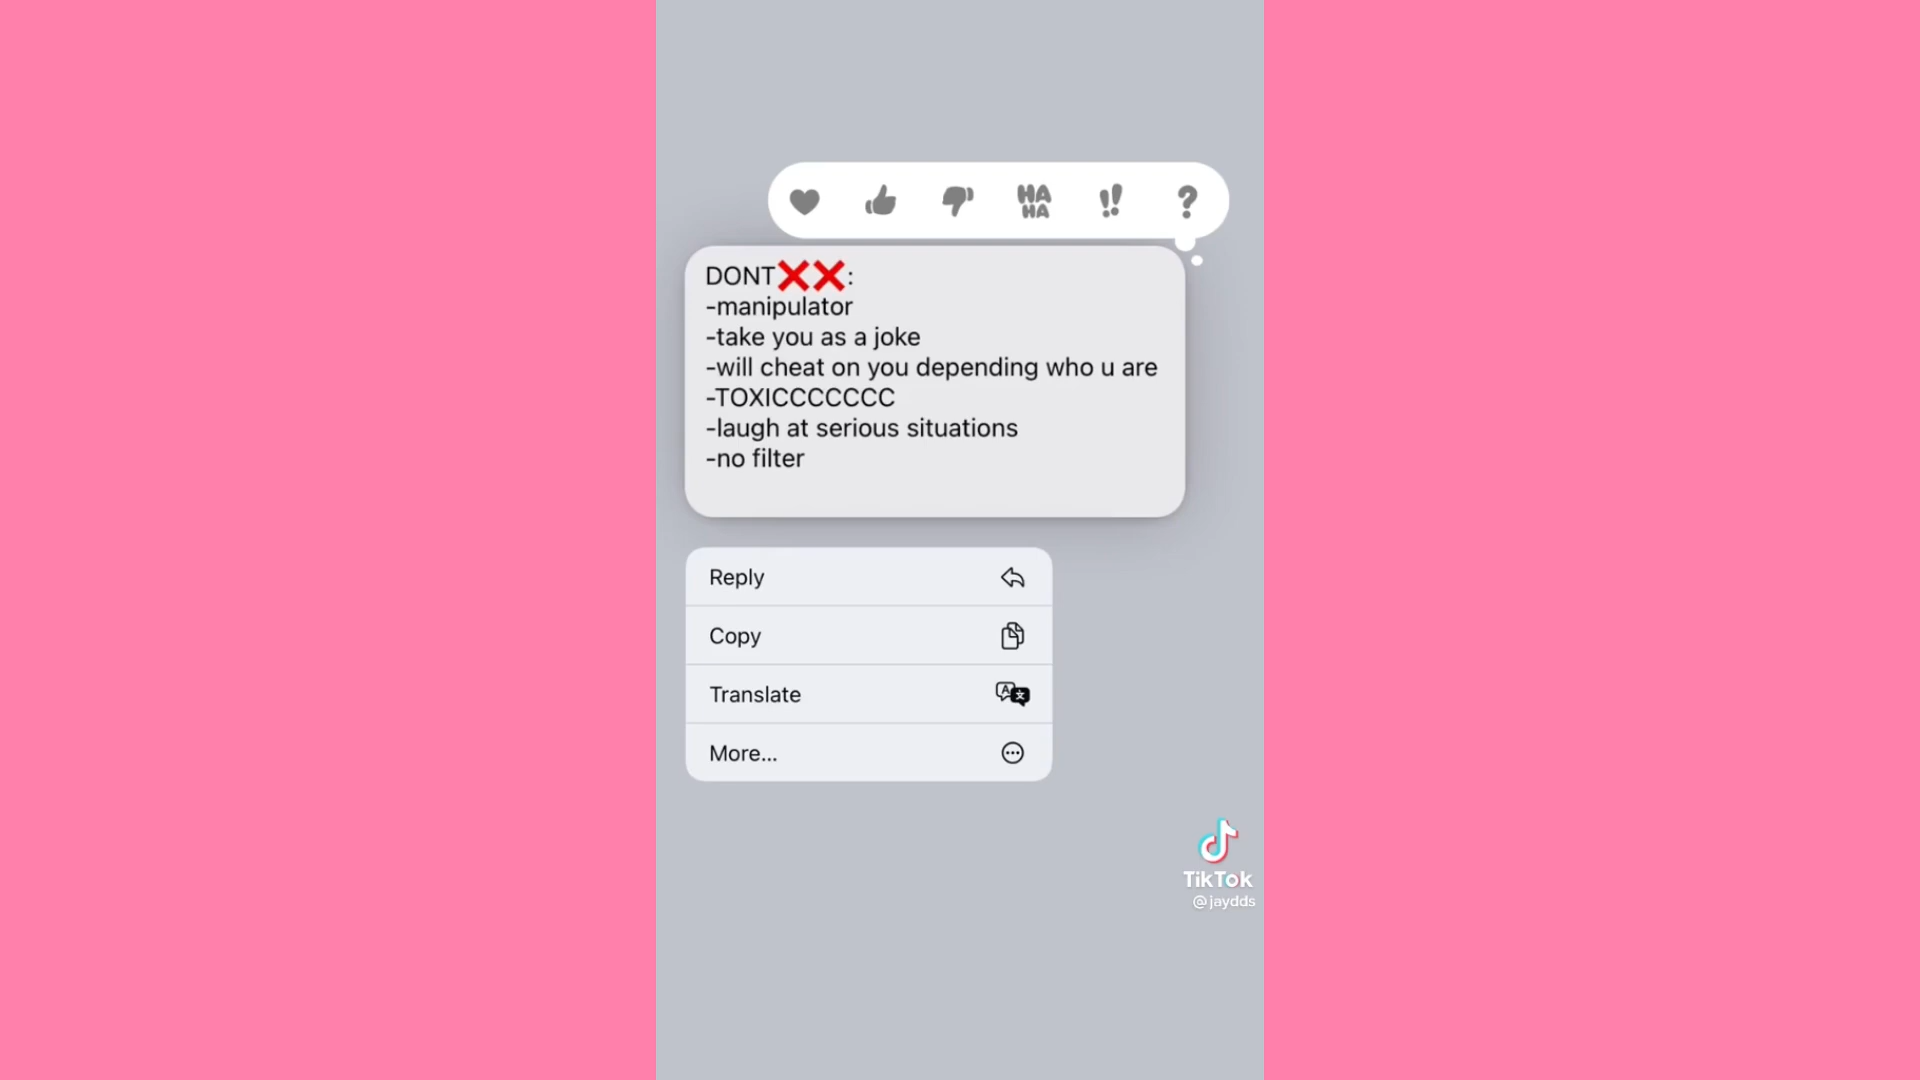 HA
HA
‼ ?
DONT❌❌:
-manipulator
-take you as a joke
-will cheat on you depending who u are
-TOXICCCCCCC
-laugh at serious situations
-no filter
Reply
Copy
Translate
More...
TikTok
@jaydds